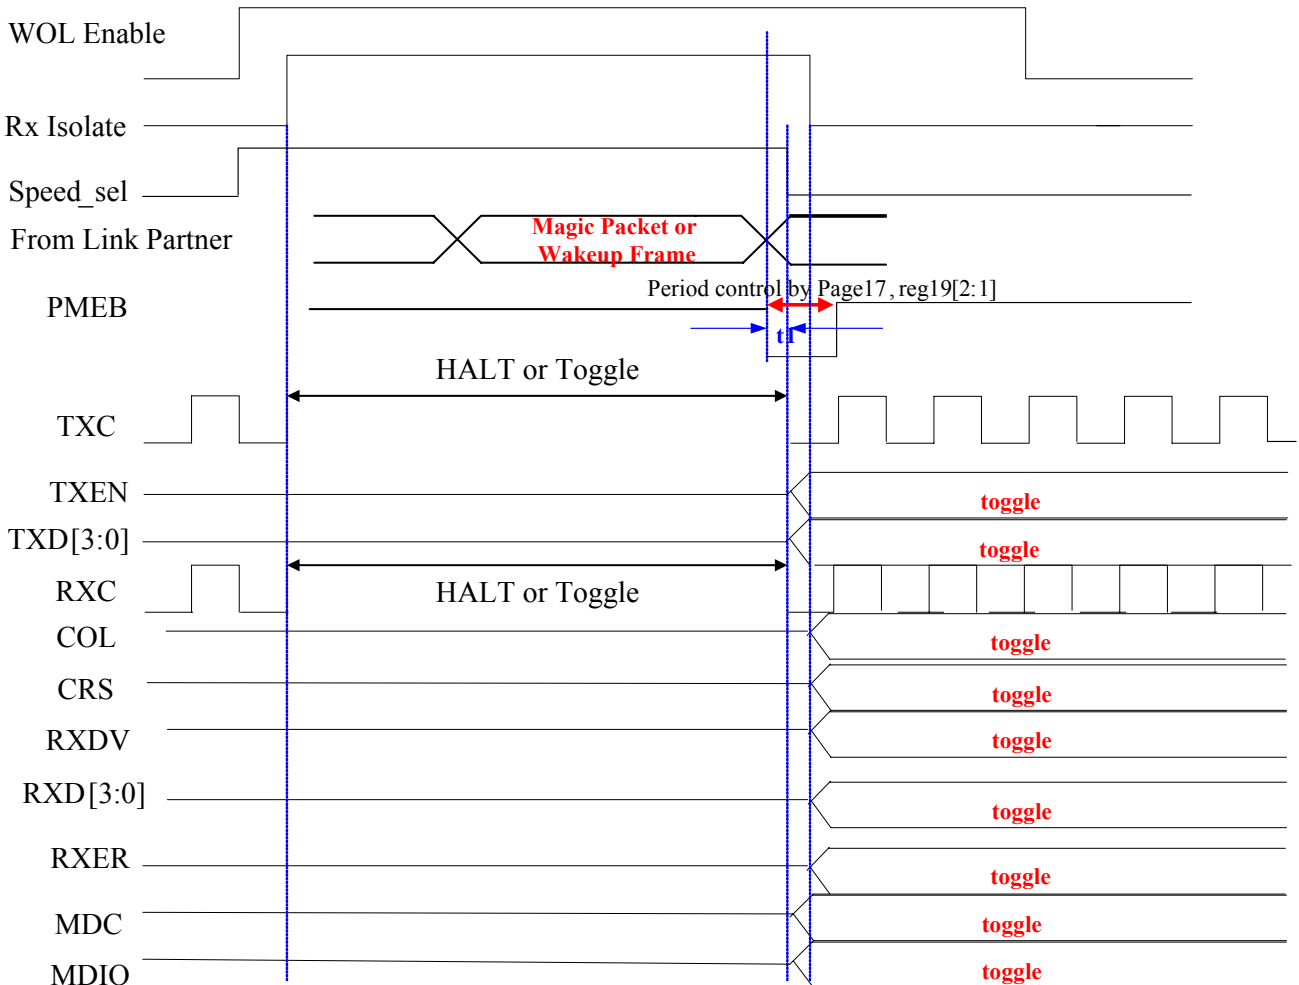 WOL Enable
Rx Isolate
Speed_sel
From Link Partner
Magic Packet or
Wakeup Frame
Period control by Page17, reg19[2:1]
PMEB
t1
HALT or Toggle
TXC
TXEN
toggle
TXD[3:0]
toggle
RXC
HALT or Toggle
COL
toggle
CRS
toggle
RXDV
toggle
RXD[3:0]
toggle
RXER
toggle
MDC
toggle
MDIO
toggle